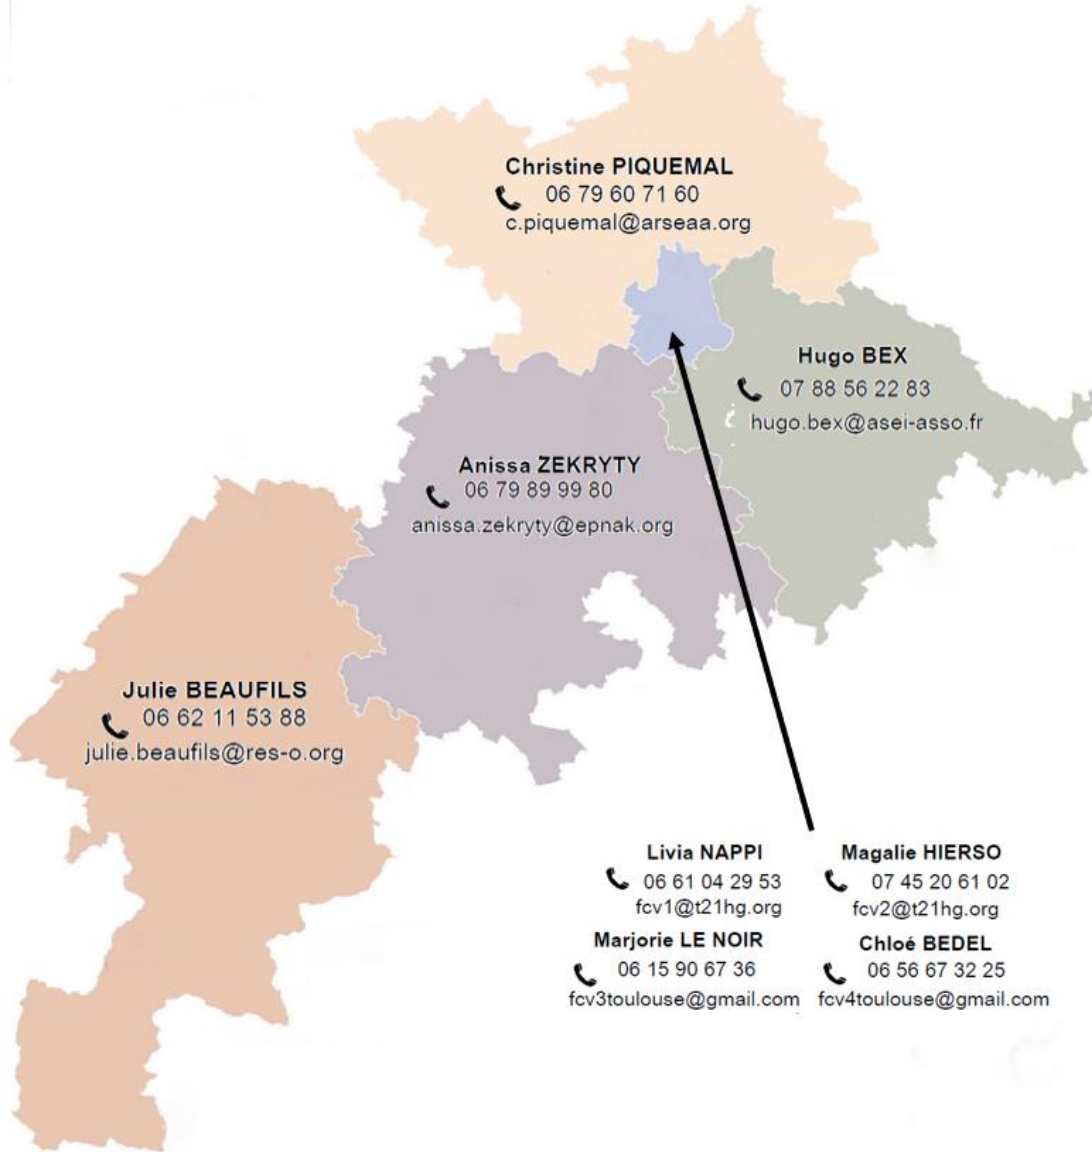 Christine PIQUEMAL
06 79 60 71 60
c.piquemal@arseaa.org
Hugo BEX
07 88 56 22 83
hugo.bex@asei-asso.fr
Anissa ZEKRYTY
06 79 89 99 80
anissa.zekryty@epnak.org
Julie BEAUFILS
06 62 11 53 88
julie.beaufils@res-o.org
Livia NAPPI
06 61 04 29 53
fcv1@t21hg.org
Magalie HIERSO
07 45 20 61 02
fcv2@t21hg.org
Marjorie LE NOIR
06 15 90 67 36
fcv3toulouse@gmail.com
Chloé BEDEL
06 56 67 32 25
fcv4toulouse@gmail.com